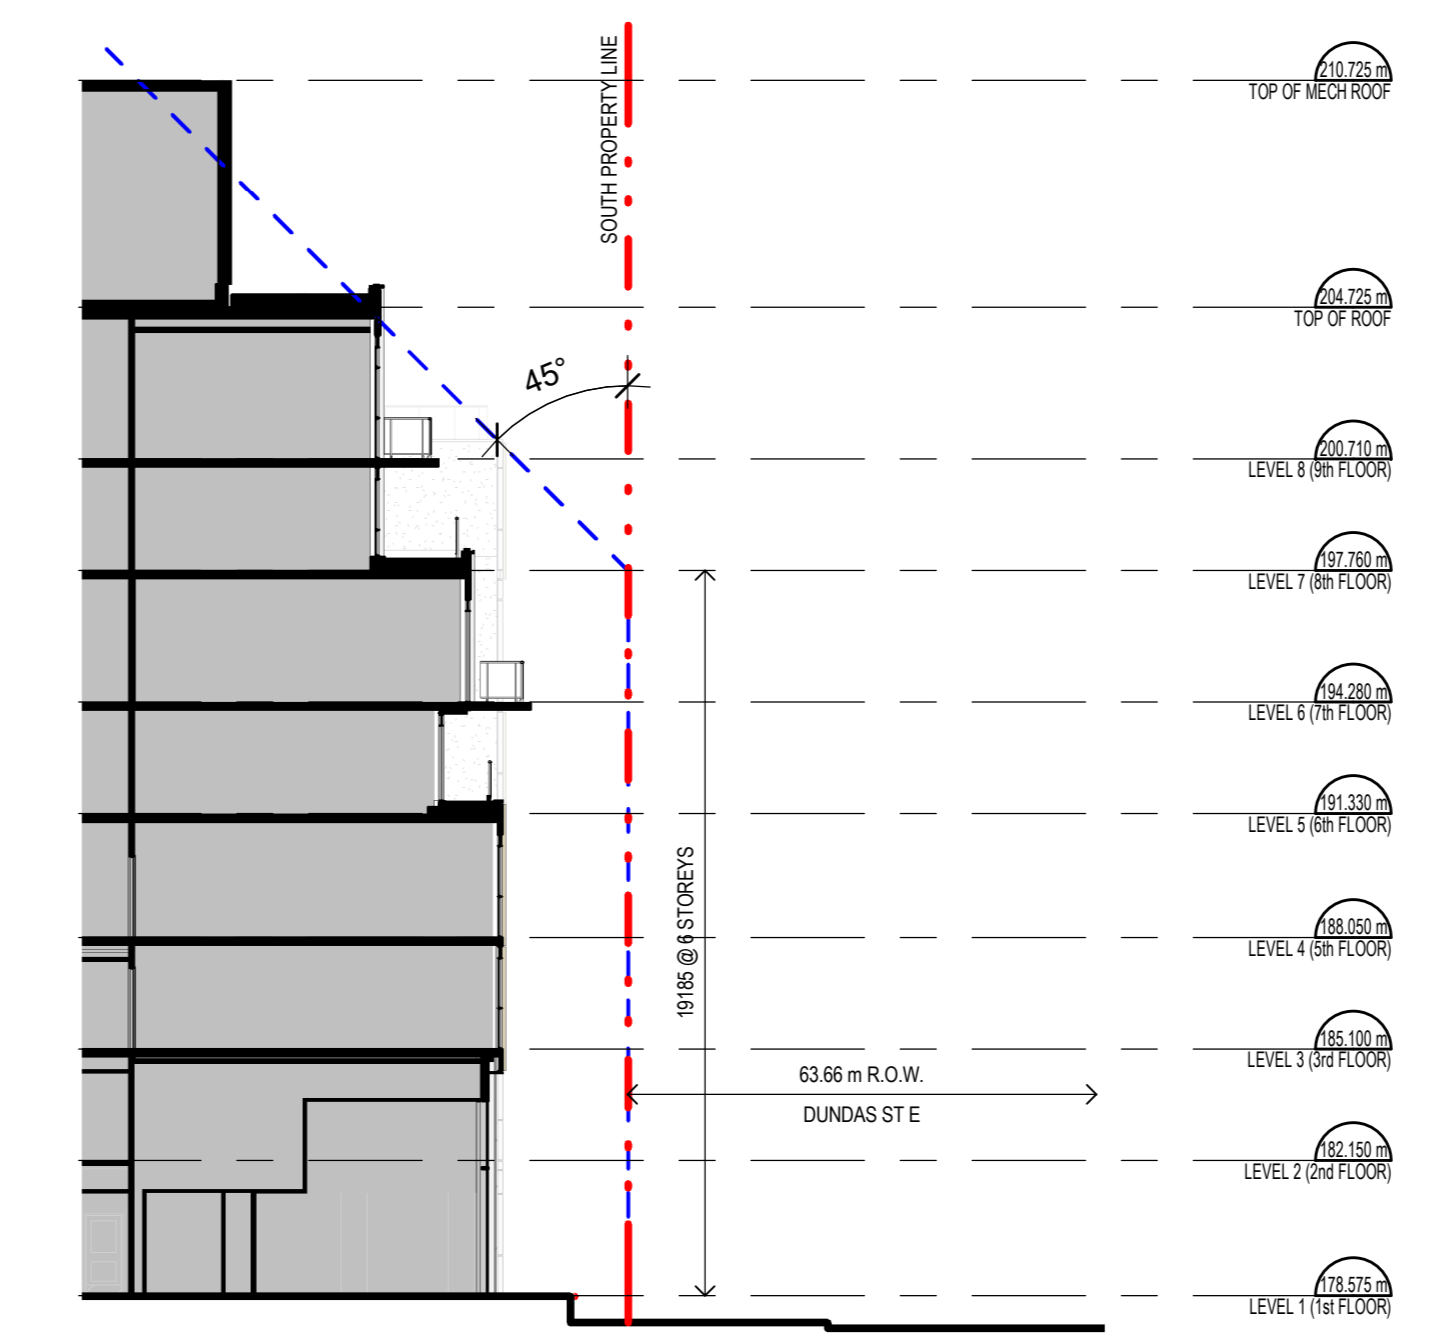 SOUTH PROPERTY LINE
210.725 m
TOP OF MECH ROOF
204.725 m
TOP OF ROOF
45°
200.710 m
LEVEL 8 (9th FLOOR)
197.760 m
LEVEL 7 (8th FLOOR)
194.280 m
LEVEL 6 (7th FLOOR)
191.330 m
LEVEL 5 (6th FLOOR)
19185 @ 6 STOREYS
188.050 m
LEVEL 4 (5th FLOOR)
185.100 m
LEVEL 3 (3rd FLOOR)
63.66 m R.O.W.
DUNDAS ST E
182.150 m
LEVEL 2 (2nd FLOOR)
178.575 m
LEVEL 1 (1st FLOOR)